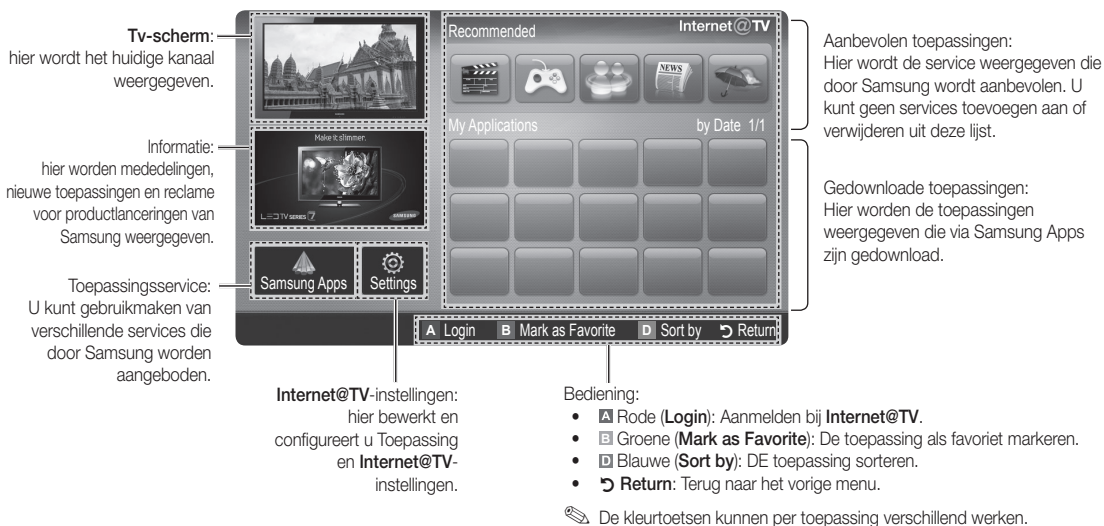 Tv-scherm:
hier wordt het huidige kanaal
weergegeven.
Informatie:
hier worden mededelingen,
nieuwe toepassingen en reclame
voor productlanceringen van
Samsung weergegeven.
Toepassingsservice:
U kunt gebruikmaken van
verschillende services die
door Samsung worden
aangeboden.
Recommended
Internet@TV
NEWS
My Applications
by Date 1/1
Make it slimmer.
LED TV SERIES 7
SAMSUNG
Samsung Apps
Settings
A Login B Mark as Favorite D Sort by Return
Aanbevolen toepassingen:
Hier wordt de service weergegeven die
door Samsung wordt aanbevolen. U
kunt geen services toevoegen aan of
verwijderen uit deze lijst.
Gedownloade toepassingen:
Hier worden de toepassingen
weergegeven die via Samsung Apps
zijn gedownload.
Internet@TV-instellingen:
hier bewerkt en
configureert u Toepassing
en Internet@TV-
instellingen.
Bediening:
• A Rode (Login): Aanmelden bij Internet@TV.
• B Groene (Mark as Favorite): De toepassing als favoriet markeren.
• D Blauwe (Sort by): DE toepassing sorteren.
• Return: Terug naar het vorige menu.
De kleurtoetsen kunnen per toepassing verschillend werken.